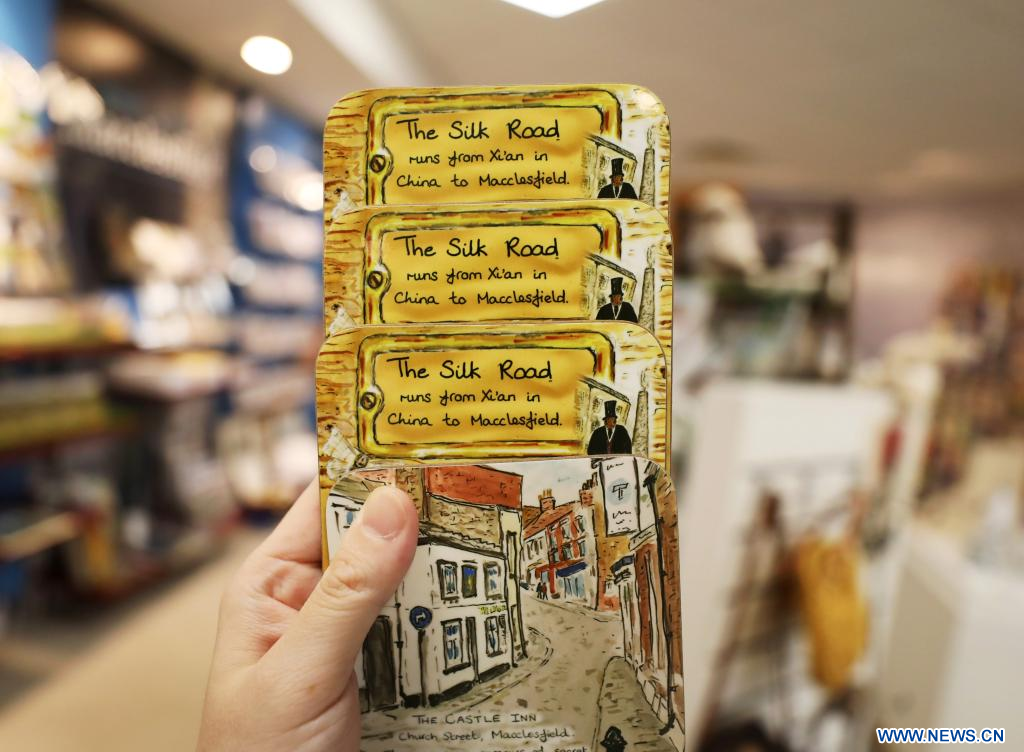 The Silk Road
runs from Xi'an in
China to Macclesfield.
The Silk Road
runs from Xi'an in
China to Macclesfield.
The Silk Road
runs from Xi'an in
China to Macclesfield.
T
THE CASTLE INN
Church Street, Macclesfield.
WWW.NEWS.CN